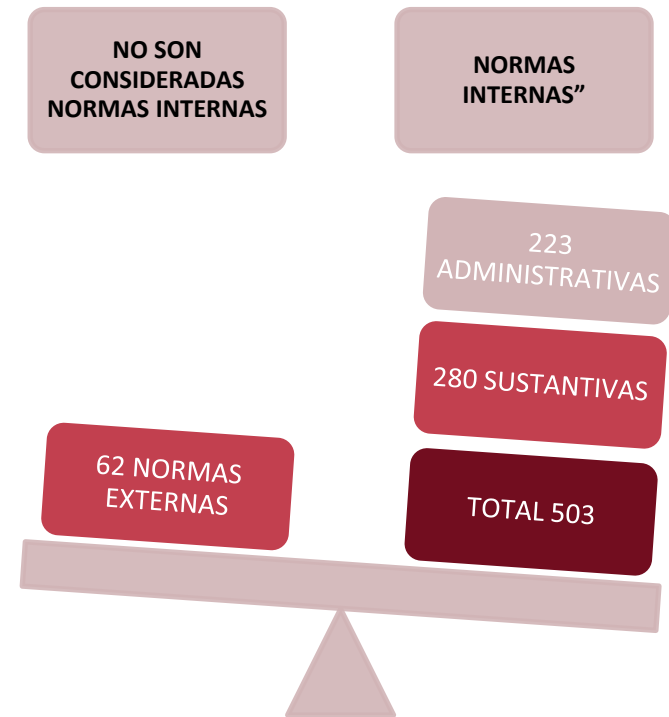 NO SON
CONSIDERADAS
NORMAS INTERNAS
NORMAS
INTERNAS”
223
ADMINISTRATIVAS
280 SUSTANTIVAS
62 NORMAS
EXTERNAS
TOTAL 503